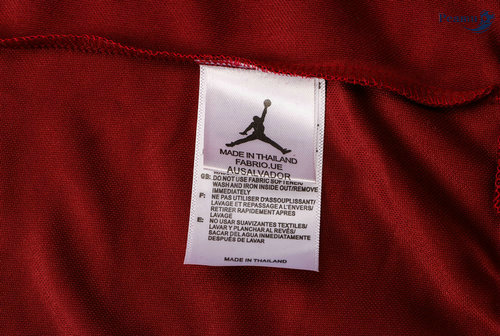 MADE IN THAILAND
FABRIO.UE
AUSALVADOR
GB: DO NOT USE FABRIC SOFTENER/
WASH AND IRON INSIDE OUT/REMOVE
IMMEDIATELY
F: NE PAS UTILISER D'ASSOUPLISSANT/
LAVAGE ET REPASSAGE A L'ENVERS/
RETIRER RAPIDEMENT APRÈS
LAVAGE
E: NO USAR SUAVIZANTES TEXTILES/
LAVAR Y PLANCHAR AL REVÉS/
SACAR DEL AGUA INMEDIATAMENTE
DESPUÉS DE LAVAR
MADE IN THAILAND